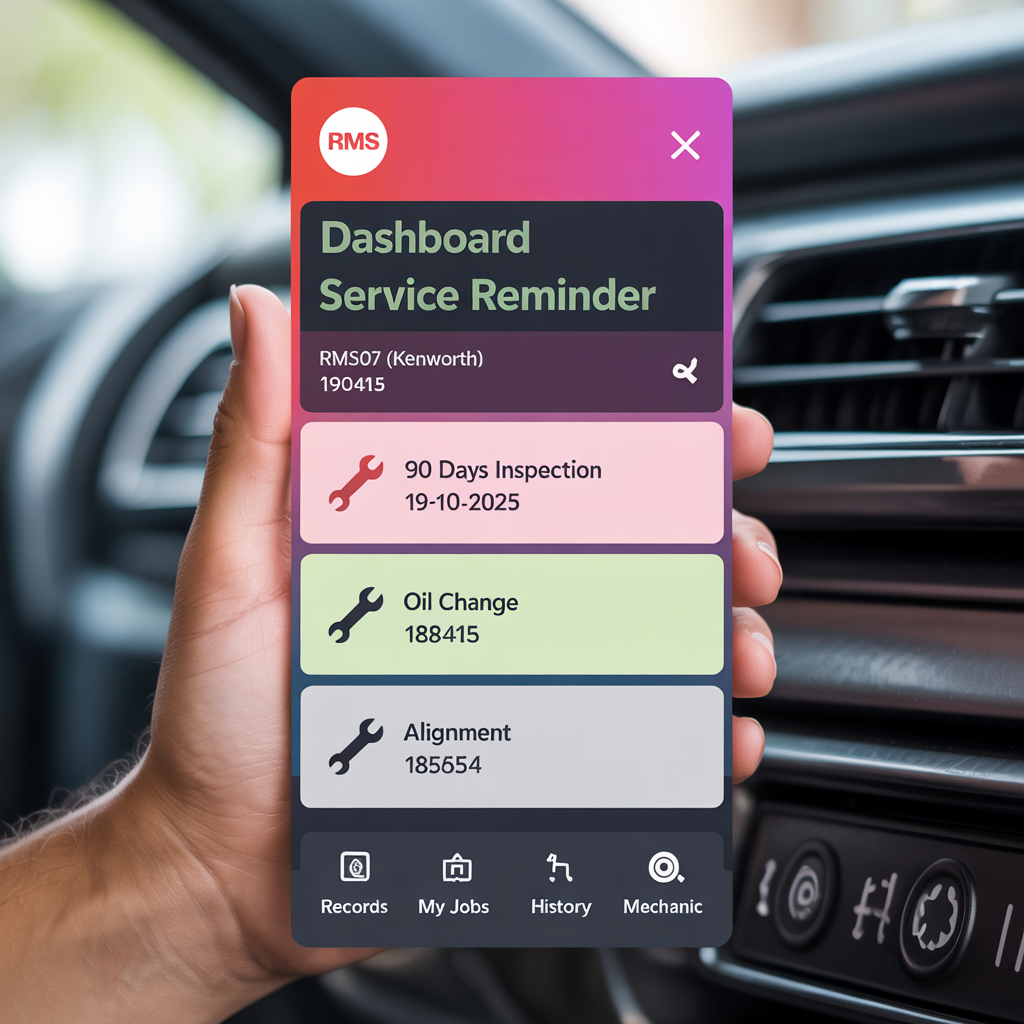 RMS
Dashboard
Service Reminder
RMS07 (Kenworth)
190415
90 Days Inspection
19-10-2025
Oil Change
188415
Alignment
185654
Records
My Jobs
History
Mechanic